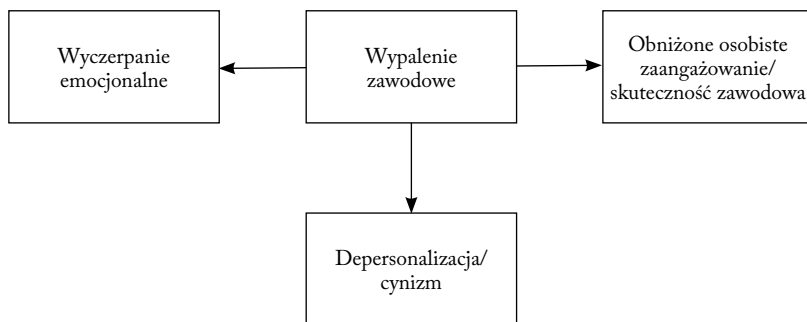 Wyczerpanie
emocjonalne
Wypalenie
zawodowe
Obniżone osobiste
zaangażowanie/
skuteczność zawodowa
Depersonalizacja/
cynizm